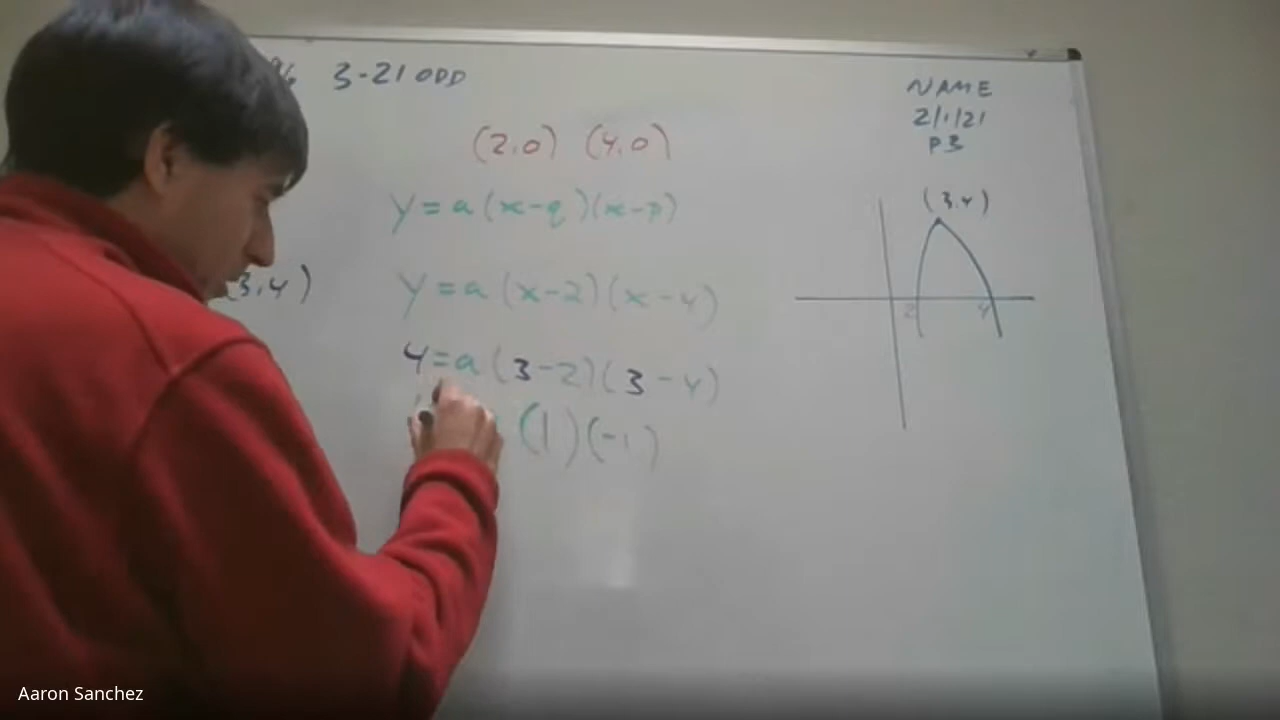 3-21 ODD
NAME
2/1/21
P3
(2,0) (4,0)
y=a(x-q)(x-p)
(3,4)
(3,4)
y=a(x-2)(x-4)
2 4
4=a(3-2)(3-4)
(1)(-1)
Aaron Sanchez